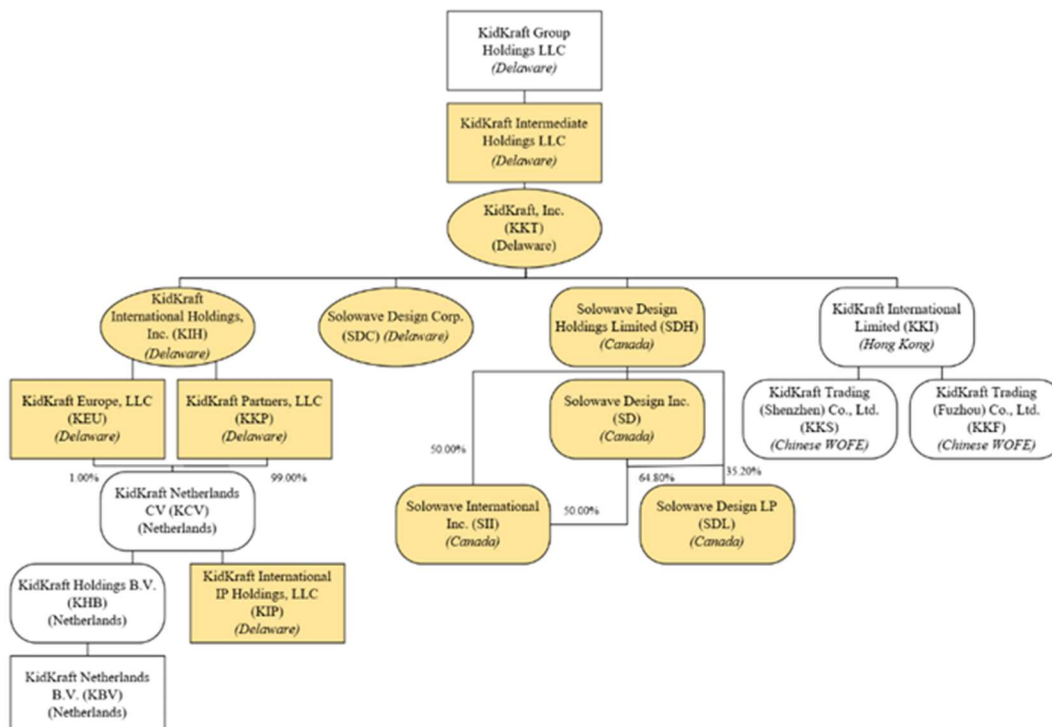 KidKraft Group
Holdings LLC
(Delaware)
KidKraft Intermediate
Holdings LLC
(Delaware)
KidKraft, Inc.
(KKT)
(Delaware)
KidKraft
International Holdings,
Inc. (KIH)
(Delaware)
Solowave Design Corp.
(SDC) (Delaware)
Solowave Design
Holdings Limited (SDH)
(Canada)
KidKraft International
Limited (KKI)
(Hong Kong)
KidKraft Europe, LLC
(KEU)
(Delaware)
KidKraft Partners, LLC
(KKP)
(Delaware)
Solowave Design Inc.
(SD)
(Canada)
KidKraft Trading
(Shenzhen) Co., Ltd.
(KKS)
(Chinese WOFE)
KidKraft Trading
(Fuzhou) Co., Ltd.
(KKF)
(Chinese WOFE)
50.00%
1.00%
99.00%
64.80%
35.20%
KidKraft Netherlands
CV (KCV)
(Netherlands)
Solowave International
Inc. (SII)
(Canada)
50.00%
Solowave Design LP
(SDL)
(Canada)
KidKraft Holdings B.V.
(KHB)
(Netherlands)
KidKraft International
IP Holdings, LLC
(KIP)
(Delaware)
KidKraft Netherlands
B.V. (KBV)
(Netherlands)